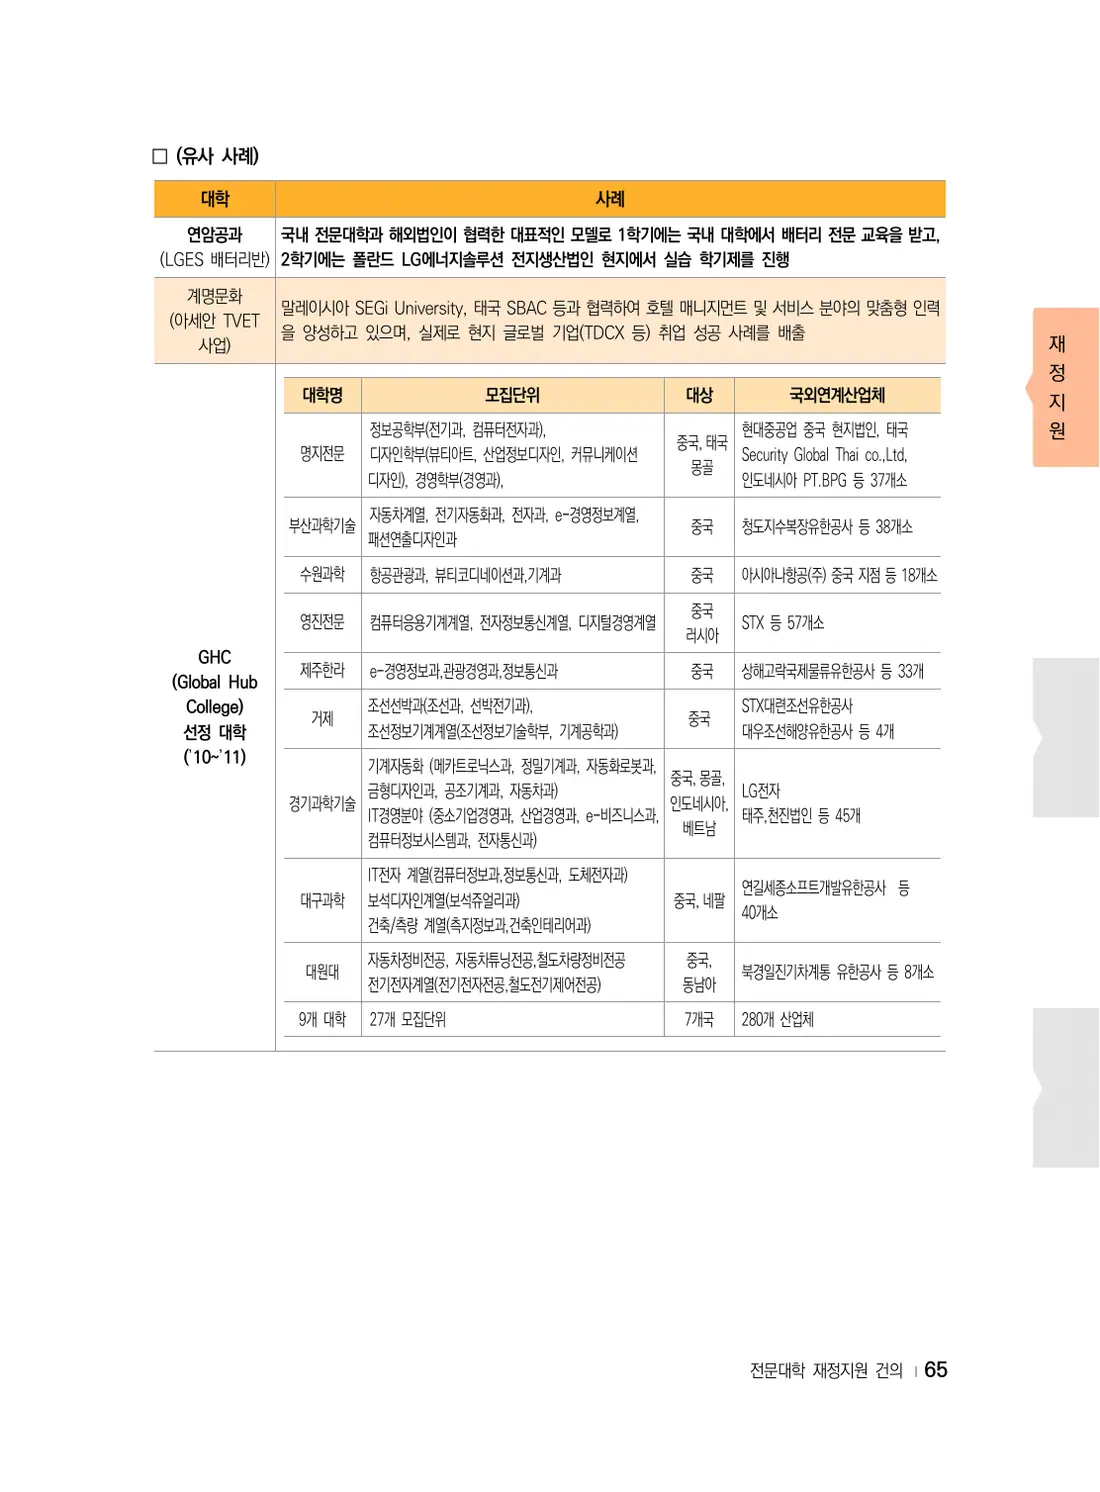 □ (유사 사례)
대학 사례
연암공과
(LGES 배터리반)
국내 전문대학과 해외법인이 협력한 대표적인 모델로 1학기에는 국내 대학에서 배터리 전문 교육을 받고,
2학기에는 폴란드 LG에너지솔루션 전지생산법인 현지에서 실습 학기제를 진행
계명문화
(아세안 TVET
사업)
말레이시아 SEGi University, 태국 SBAC 등과 협력하여 호텔 매니지먼트 및 서비스 분야의 맞춤형 인력
을 양성하고 있으며, 실제로 현지 글로벌 기업(TDCX 등) 취업 성공 사례를 배출
GHC
(Global Hub
College)
선정 대학
('10~'11)
대학명 모집단위 대상 국외연계산업체
명지전문
정보공학부(전기과, 컴퓨터전자과),
디자인학부(뷰티아트, 산업정보디자인, 커뮤니케이션
디자인), 경영학부(경영과),
중국, 태국
몽골
현대중공업 중국 현지법인, 태국
Security Global Thai co.,Ltd,
인도네시아 PT.BPG 등 37개소
부산과학기술
자동차계열, 전기자동화과, 전자과, e-경영정보계열,
패션연출디자인과
중국
청도지수복장유한공사 등 38개소
수원과학 항공관광과, 뷰티코디네이션과,기계과 중국 아시아나항공(주) 중국 지점 등 18개소
영진전문 컴퓨터응용기계계열, 전자정보통신계열, 디지털경영계열
중국
러시아
STX 등 57개소
제주한라 e-경영정보과,관광경영과,정보통신과 중국 상해고락국제물류유한공사 등 33개
거제
조선선박과(조선과, 선박전기과),
조선정보기계계열(조선정보기술학부, 기계공학과)
중국
STX대련조선유한공사
대우조선해양유한공사 등 4개
경기과학기술
기계자동화 (메카트로닉스과, 정밀기계과, 자동화로봇과,
금형디자인과, 공조기계과, 자동차과)
IT경영분야 (중소기업경영과, 산업경영과, e-비즈니스과,
컴퓨터정보시스템과, 전자통신과)
중국, 몽골,
인도네시아,
베트남
LG전자
태주,천진법인 등 45개
대구과학
IT전자 계열(컴퓨터정보과,정보통신과, 도체전자과)
보석디자인계열(보석쥬얼리과)
건축/측량 계열(측지정보과,건축인테리어과)
중국, 네팔
연길세종소프트개발유한공사 등
40개소
대원대
자동차정비전공, 자동차튜닝전공,철도차량정비전공
전기전자계열(전기전자전공,철도전기제어전공)
중국,
동남아
북경일진기차계통 유한공사 등 8개소
9개 대학 27개 모집단위 7개국 280개 산업체
재
정
지
원
전문대학 재정지원 건의 | 65